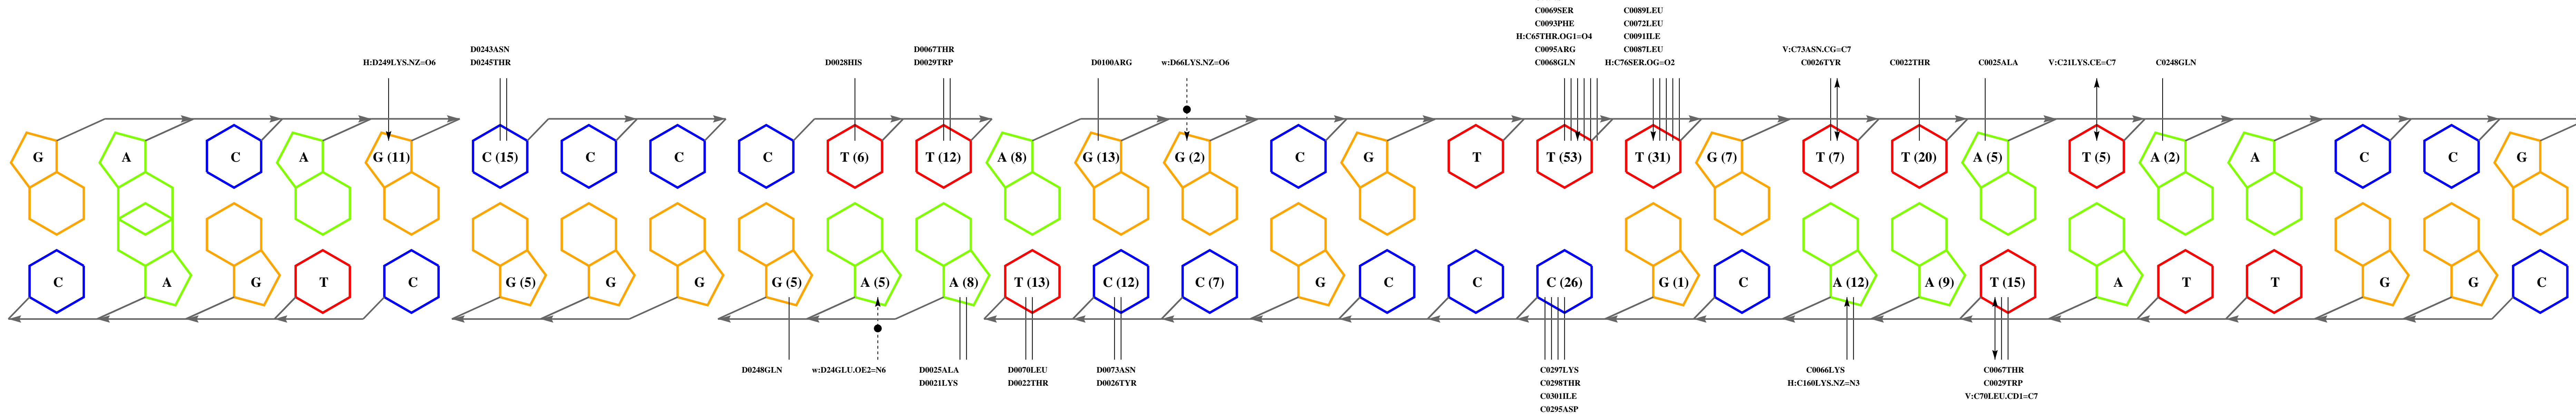 C0069SER C0089LEU
C0093PHE C0072LEU
H:C65THR.OG1=O4 C0091ILE
D0243ASN D0067THR C0095ARG C0087LEU V:C73ASN.CG=C7
H:D249LYS.NZ=O6 D0245THR D0028HIS D0029TRP D0100ARG w:D66LYS.NZ=O6 C0068GLN H:C76SER.OG=O2 C0026TYR C0022THR C0025ALA V:C21LYS.CE=C7 C0248GLN
G A C A G (11) C (15) C C C T (6) T (12) A (8) G (13) G (2) C G T T (53) T (31) G (7) T (7) T (20) A (5) T (5) A (2) A C C G
C A G T C G (5) G G G (5) A (5) A (8) T (13) C (12) C (7) G C C C (26) G (1) C A (12) A (9) T (15) A T T G G C
D0248GLN w:D24GLU.OE2=N6 D0025ALA D0070LEU D0073ASN C0297LYS C0066LYS C0067THR
D0021LYS D0022THR D0026TYR C0298THR H:C160LYS.NZ=N3 C0029TRP
C0301ILE V:C70LEU.CD1=C7
C0295ASP